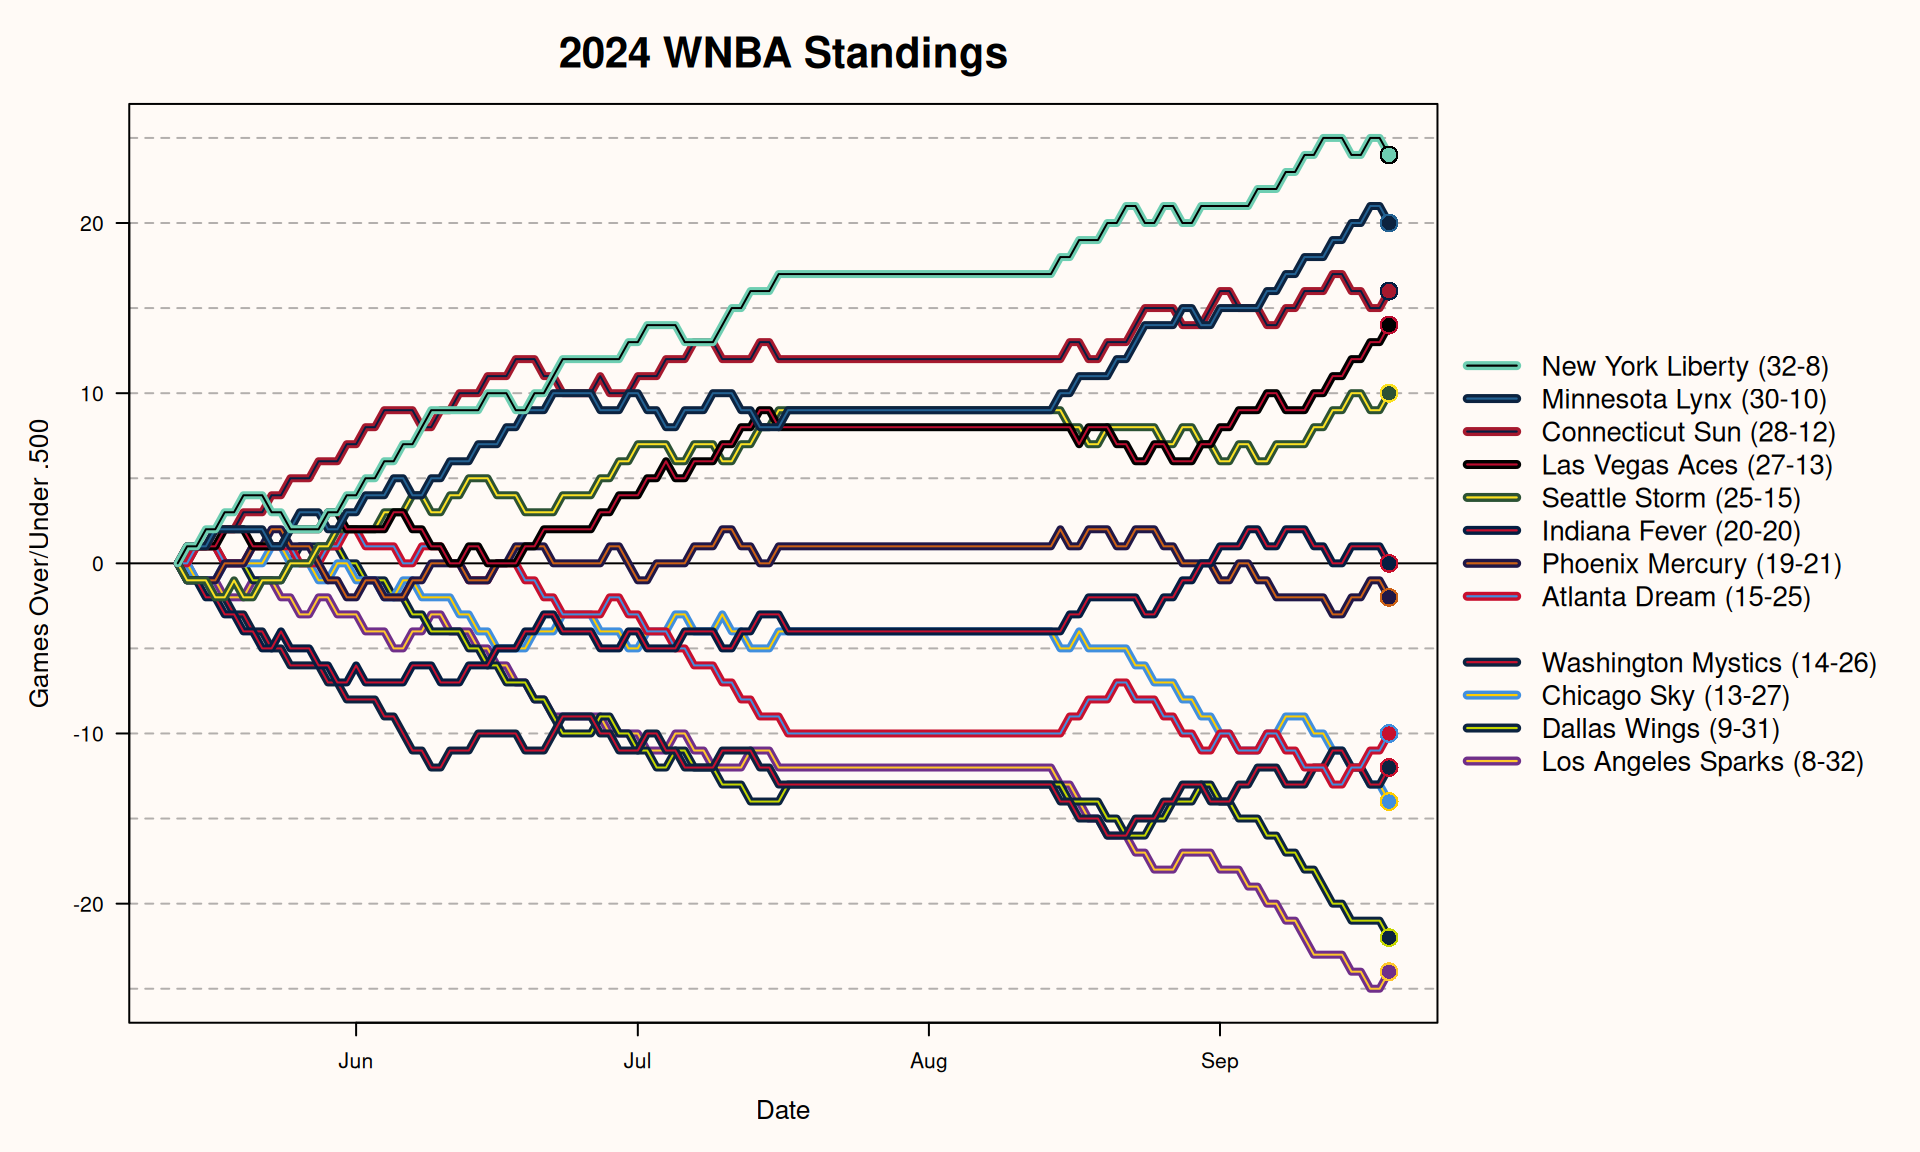 2024 WNBA Standings
Games Over/Under .500
20
10
0
-10
-20
Jun
Jul
Aug
Sep
Date
New York Liberty (32-8)
Minnesota Lynx (30-10)
Connecticut Sun (28-12)
Las Vegas Aces (27-13)
Seattle Storm (25-15)
Indiana Fever (20-20)
Phoenix Mercury (19-21)
Atlanta Dream (15-25)
Washington Mystics (14-26)
Chicago Sky (13-27)
Dallas Wings (9-31)
Los Angeles Sparks (8-32)